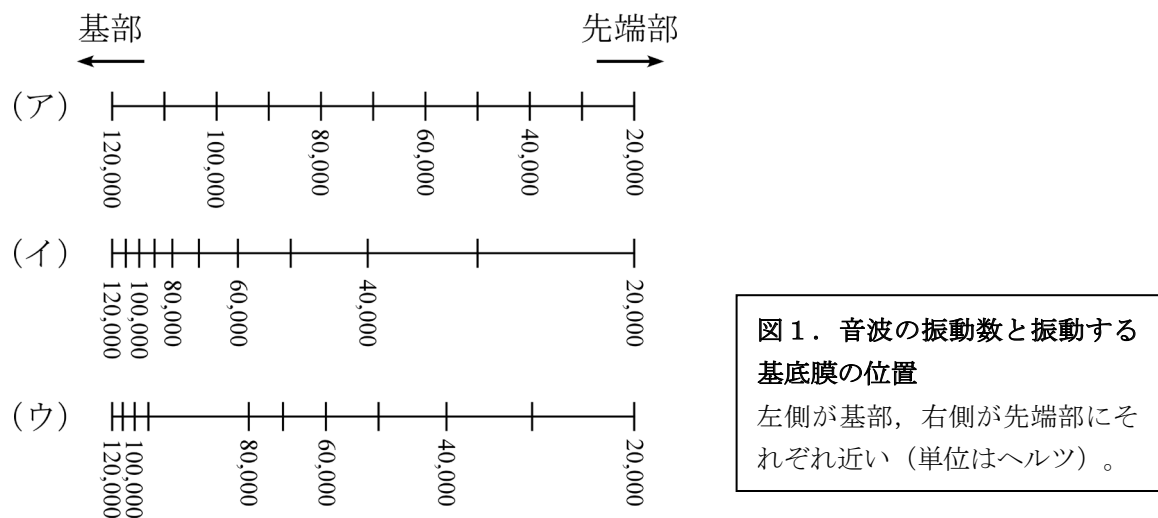 基部 先端部
(ア)
120,000 100,000 80,000 60,000 40,000 20,000
(イ)
120,000 100,000 80,000 60,000 40,000 20,000
(ウ)
120,000 100,000 80,000 60,000 40,000 20,000
図1．音波の振動数と振動する
基底膜の位置
左側が基部，右側が先端部にそ
れぞれ近い（単位はヘルツ）。